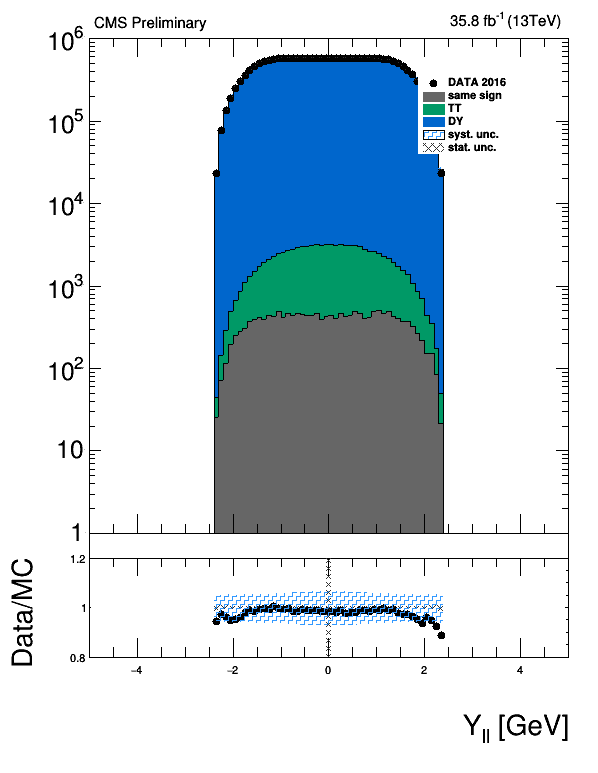 CMS Preliminary 35.8 fb⁻¹ (13TeV)
10⁶
DATA 2016
same sign
TT
DY
syst. unc.
stat. unc.
10⁵
10⁴
10³
10²
10
1
Data/MC
1.2
1
0.8
−4 −2 0 2 4
Y_ll [GeV]